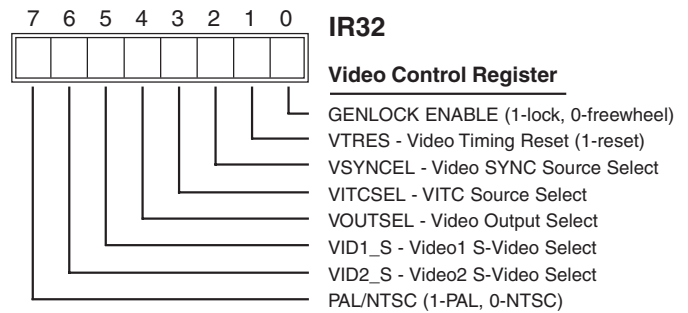 7 6 5 4 3 2 1 0
IR32
Video Control Register
GENLOCK ENABLE (1-lock, 0-freewheel)
VTRES - Video Timing Reset (1-reset)
VSYNCEL - Video SYNC Source Select
VITCSEL - VITC Source Select
VOUTSEL - Video Output Select
VID1_S - Video1 S-Video Select
VID2_S - Video2 S-Video Select
PAL/NTSC (1-PAL, 0-NTSC)